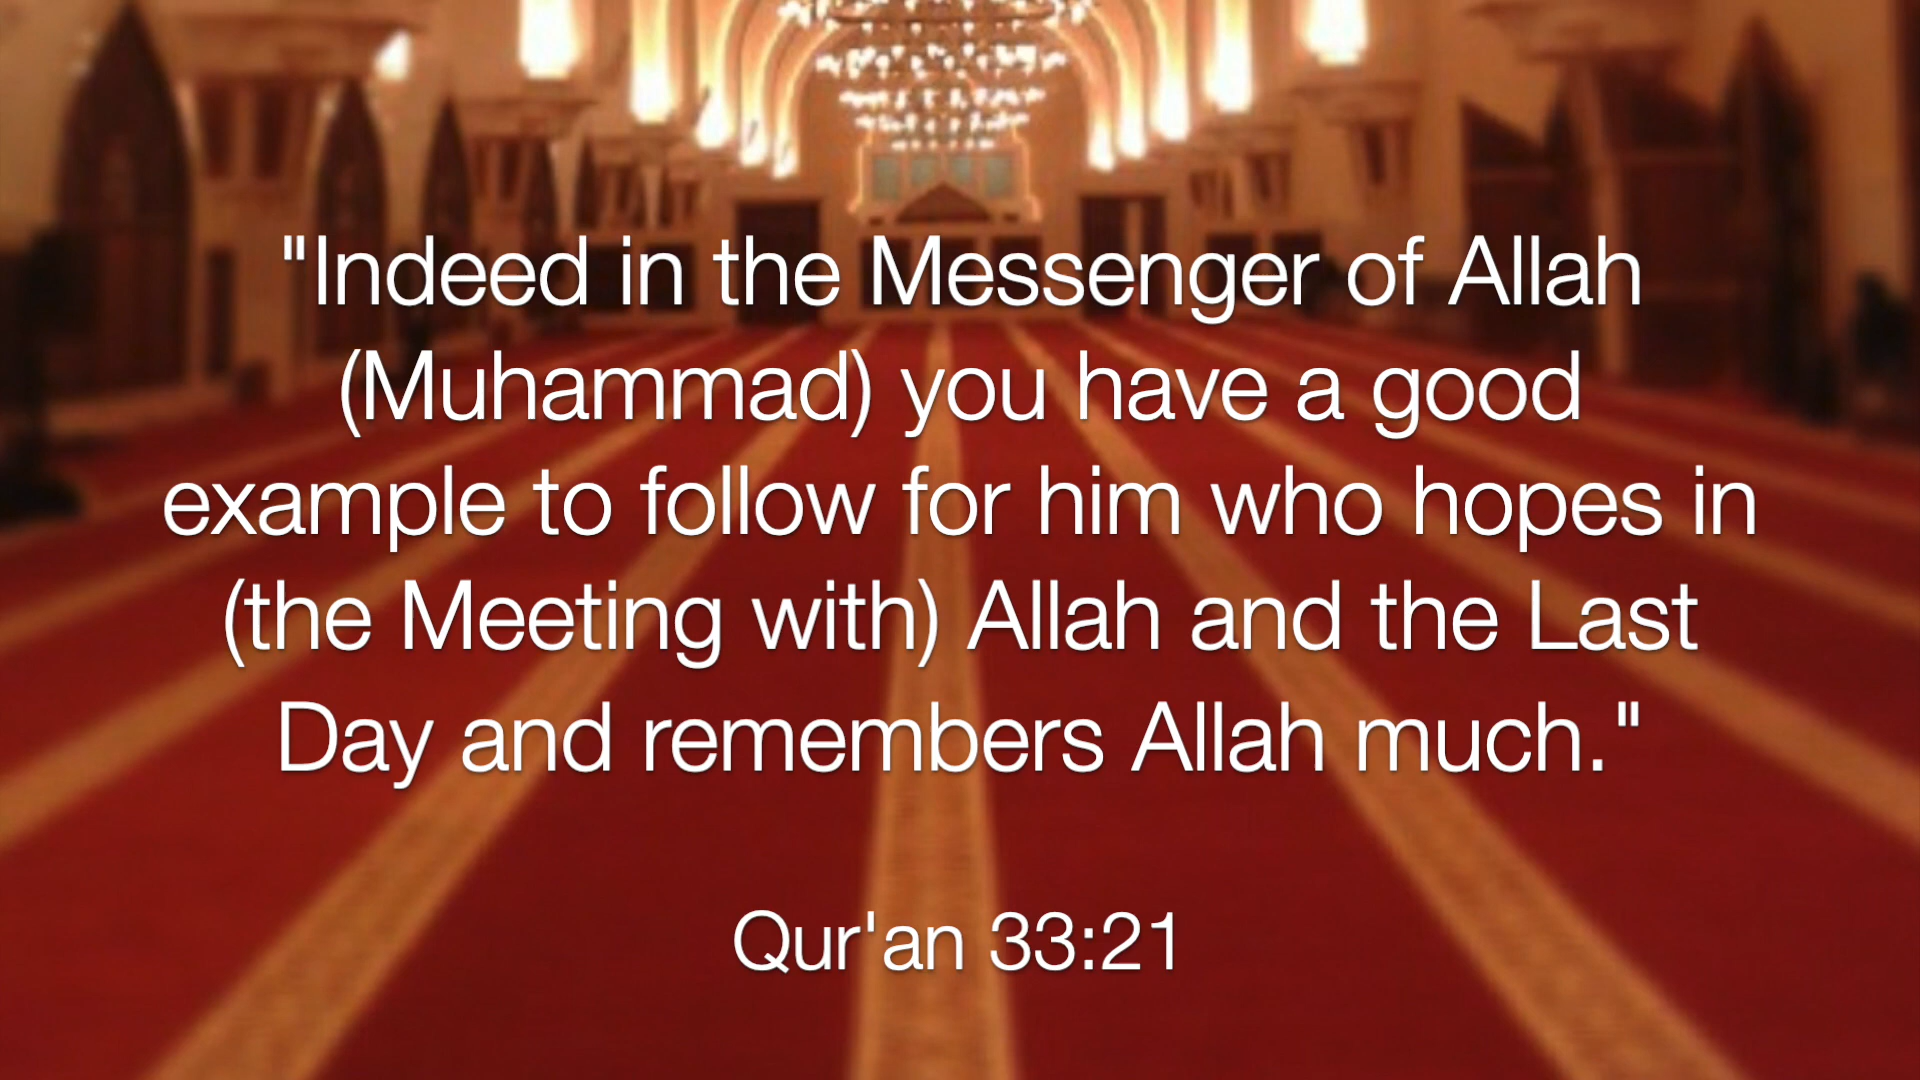 "Indeed in the Messenger of Allah
(Muhammad) you have a good
example to follow for him who hopes in
(the Meeting with) Allah and the Last
Day and remembers Allah much."
Qur'an 33:21